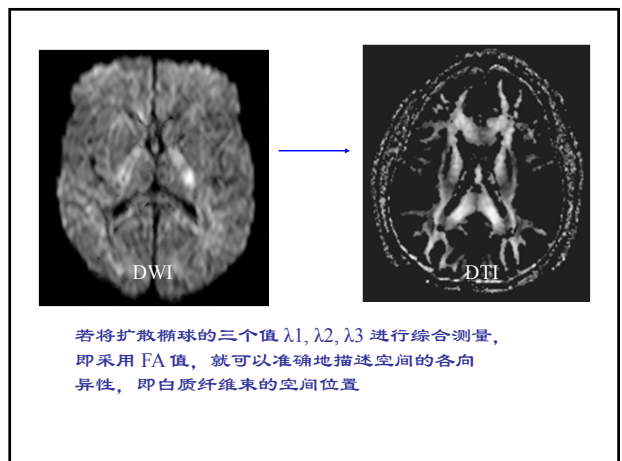 DWI
DTI
若将扩散椭球的三个值 λ1, λ2, λ3 进行综合测量，
即采用 FA 值，就可以准确地描述空间的各向
异性，即白质纤维束的空间位置